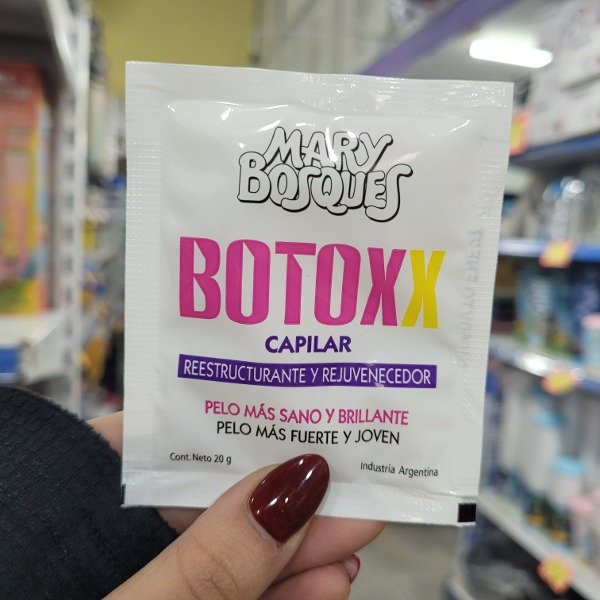 MARY
BOSQUES
BOTOXX
CAPILAR
REESTRUCTURANTE Y REJUVENECEDOR
PELO MÁS SANO Y BRILLANTE
PELO MÁS FUERTE Y JOVEN
Cont. Neto 20 g
Industria Argentina